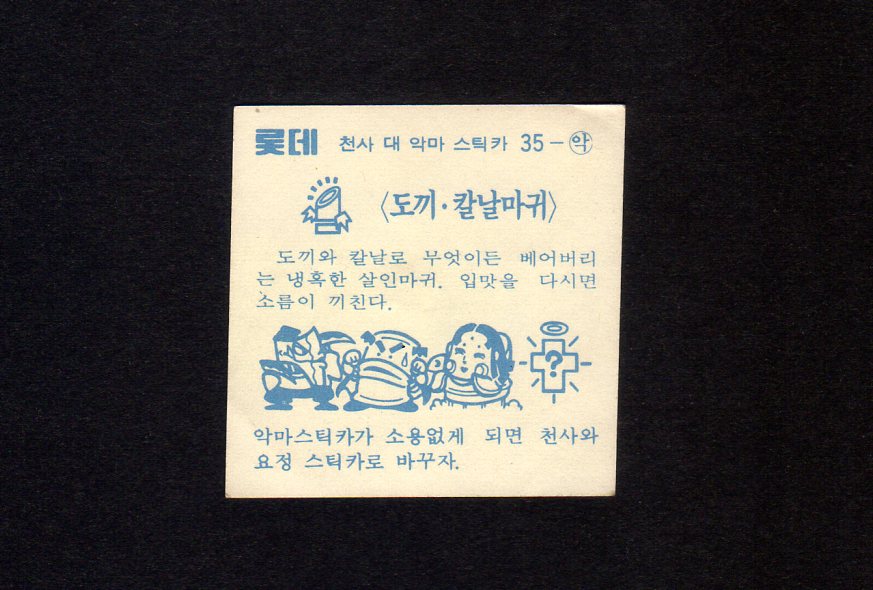 롯데 천사 대 악마 스틱카 35-악
〈도끼·칼날마귀〉
도끼와 칼날로 무엇이든 베어버리
는 냉혹한 살인마귀. 입맛을 다시면
소름이 끼친다.
?
악마스틱카가 소용없게 되면 천사와
요정 스틱카로 바꾸자.